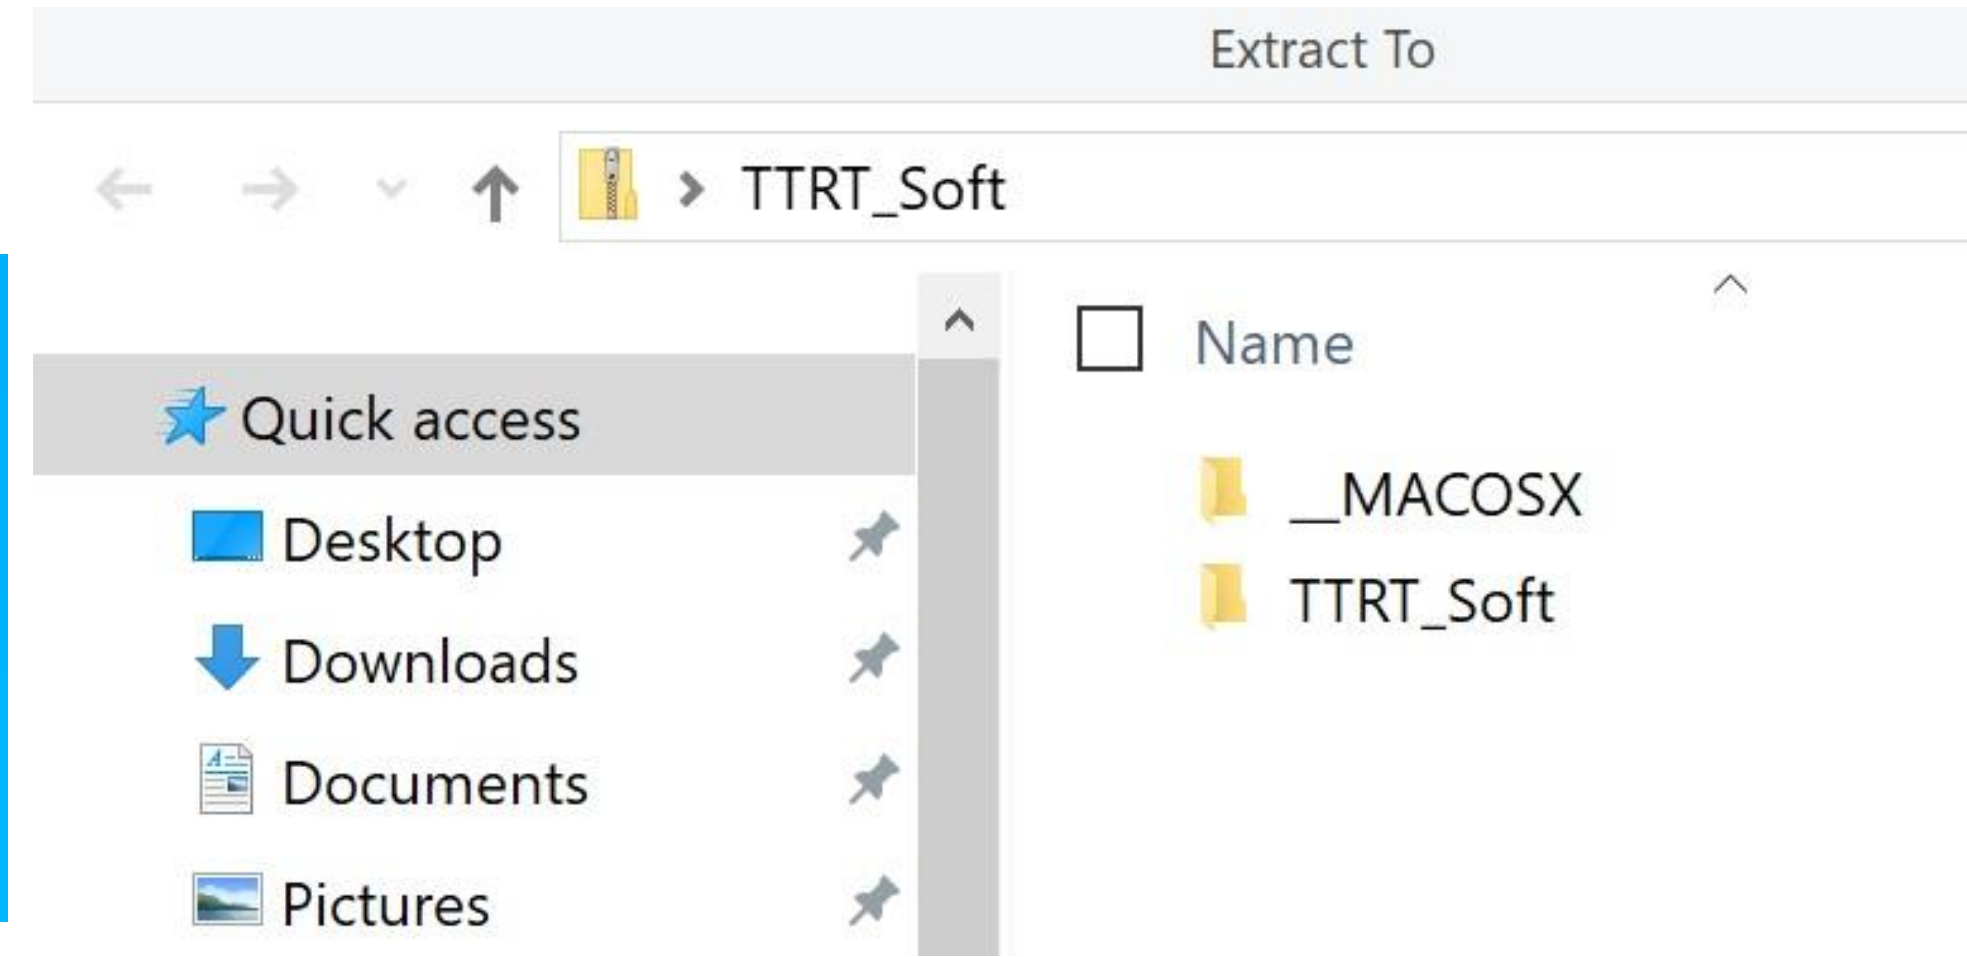 Extract To
TTRT_Soft
Name
Quick access
__MACOSX
Desktop
TTRT_Soft
Downloads
Documents
Pictures